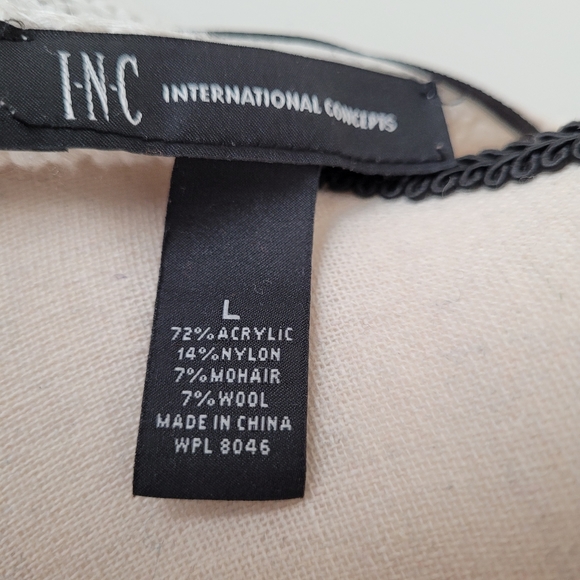 I·N·C INTERNATIONAL CONCEPTS
L
72% ACRYLIC
14% NYLON
7% MOHAIR
7% WOOL
MADE IN CHINA
WPL 8046